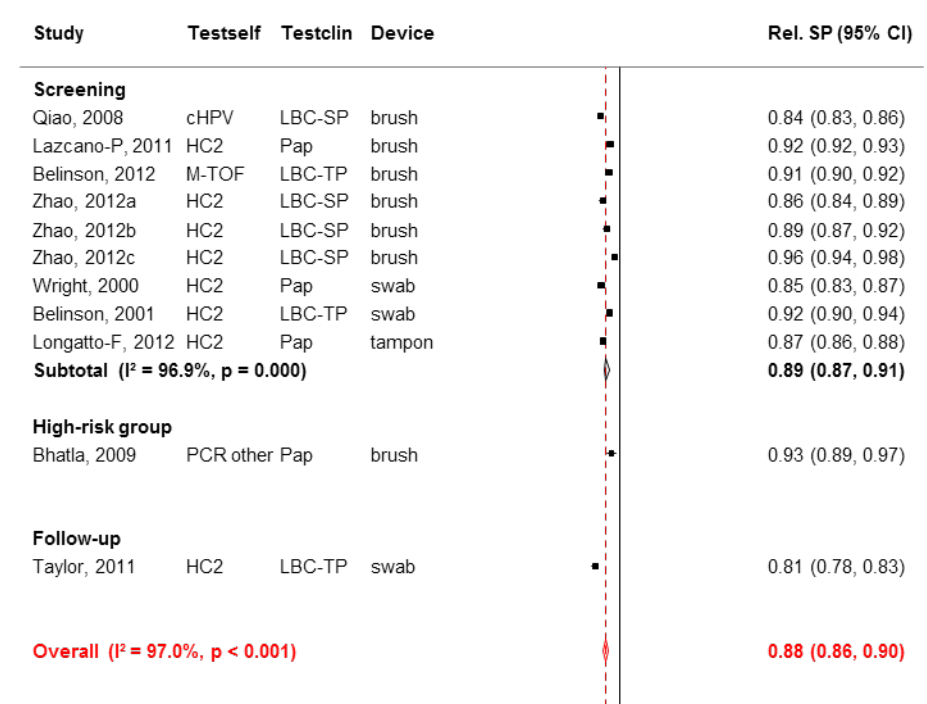 Study Testself Testclin Device Rel. SP (95% CI)
Screening
Qiao, 2008 cHPV LBC-SP brush 0.84 (0.83, 0.86)
Lazcano-P, 2011 HC2 Pap brush 0.92 (0.92, 0.93)
Belinson, 2012 M-TOF LBC-TP brush 0.91 (0.90, 0.92)
Zhao, 2012a HC2 LBC-SP brush 0.86 (0.84, 0.89)
Zhao, 2012b HC2 LBC-SP brush 0.89 (0.87, 0.92)
Zhao, 2012c HC2 LBC-SP brush 0.96 (0.94, 0.98)
Wright, 2000 HC2 Pap swab 0.85 (0.83, 0.87)
Belinson, 2001 HC2 LBC-TP swab 0.92 (0.90, 0.94)
Longatto-F, 2012 HC2 Pap tampon 0.87 (0.86, 0.88)
Subtotal (I² = 96.9%, p = 0.000) 0.89 (0.87, 0.91)
High-risk group
Bhatla, 2009 PCR other Pap brush 0.93 (0.89, 0.97)
Follow-up
Taylor, 2011 HC2 LBC-TP swab 0.81 (0.78, 0.83)
Overall (I² = 97.0%, p < 0.001) 0.88 (0.86, 0.90)